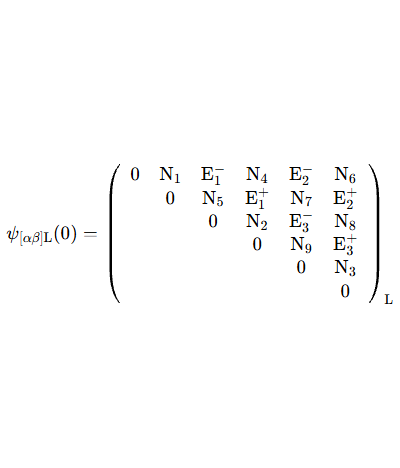 0 N₁ E₁⁻ N₄ E₂⁻ N₆
0 N₅ E₁⁺ N₇ E₂⁺
0 N₂ E₃⁻ N₈
ψ[αβ]L(0) = 0 N₉ E₃⁺
0 N₃
0
L